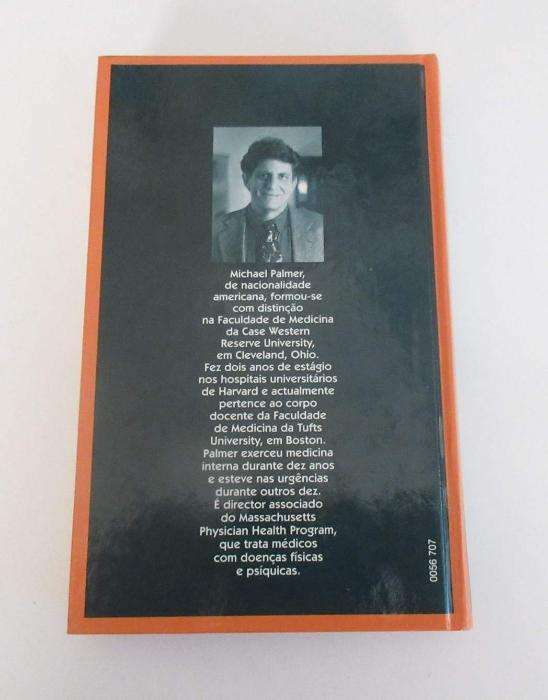 Michael Palmer,
de nacionalidade
americana, formou-se
com distinção
na Faculdade de Medicina
da Case Western
Reserve University,
em Cleveland, Ohio.
Fez dois anos de estágio
nos hospitais universitários
de Harvard e actualmente
pertence ao corpo
docente da Faculdade
de Medicina da Tufts
University, em Boston.
Palmer exerceu medicina
interna durante dez anos
e esteve nas urgências
durante outros dez.
É director associado
do Massachusetts
Physician Health Program,
que trata médicos
com doenças físicas
e psíquicas.
0056 707